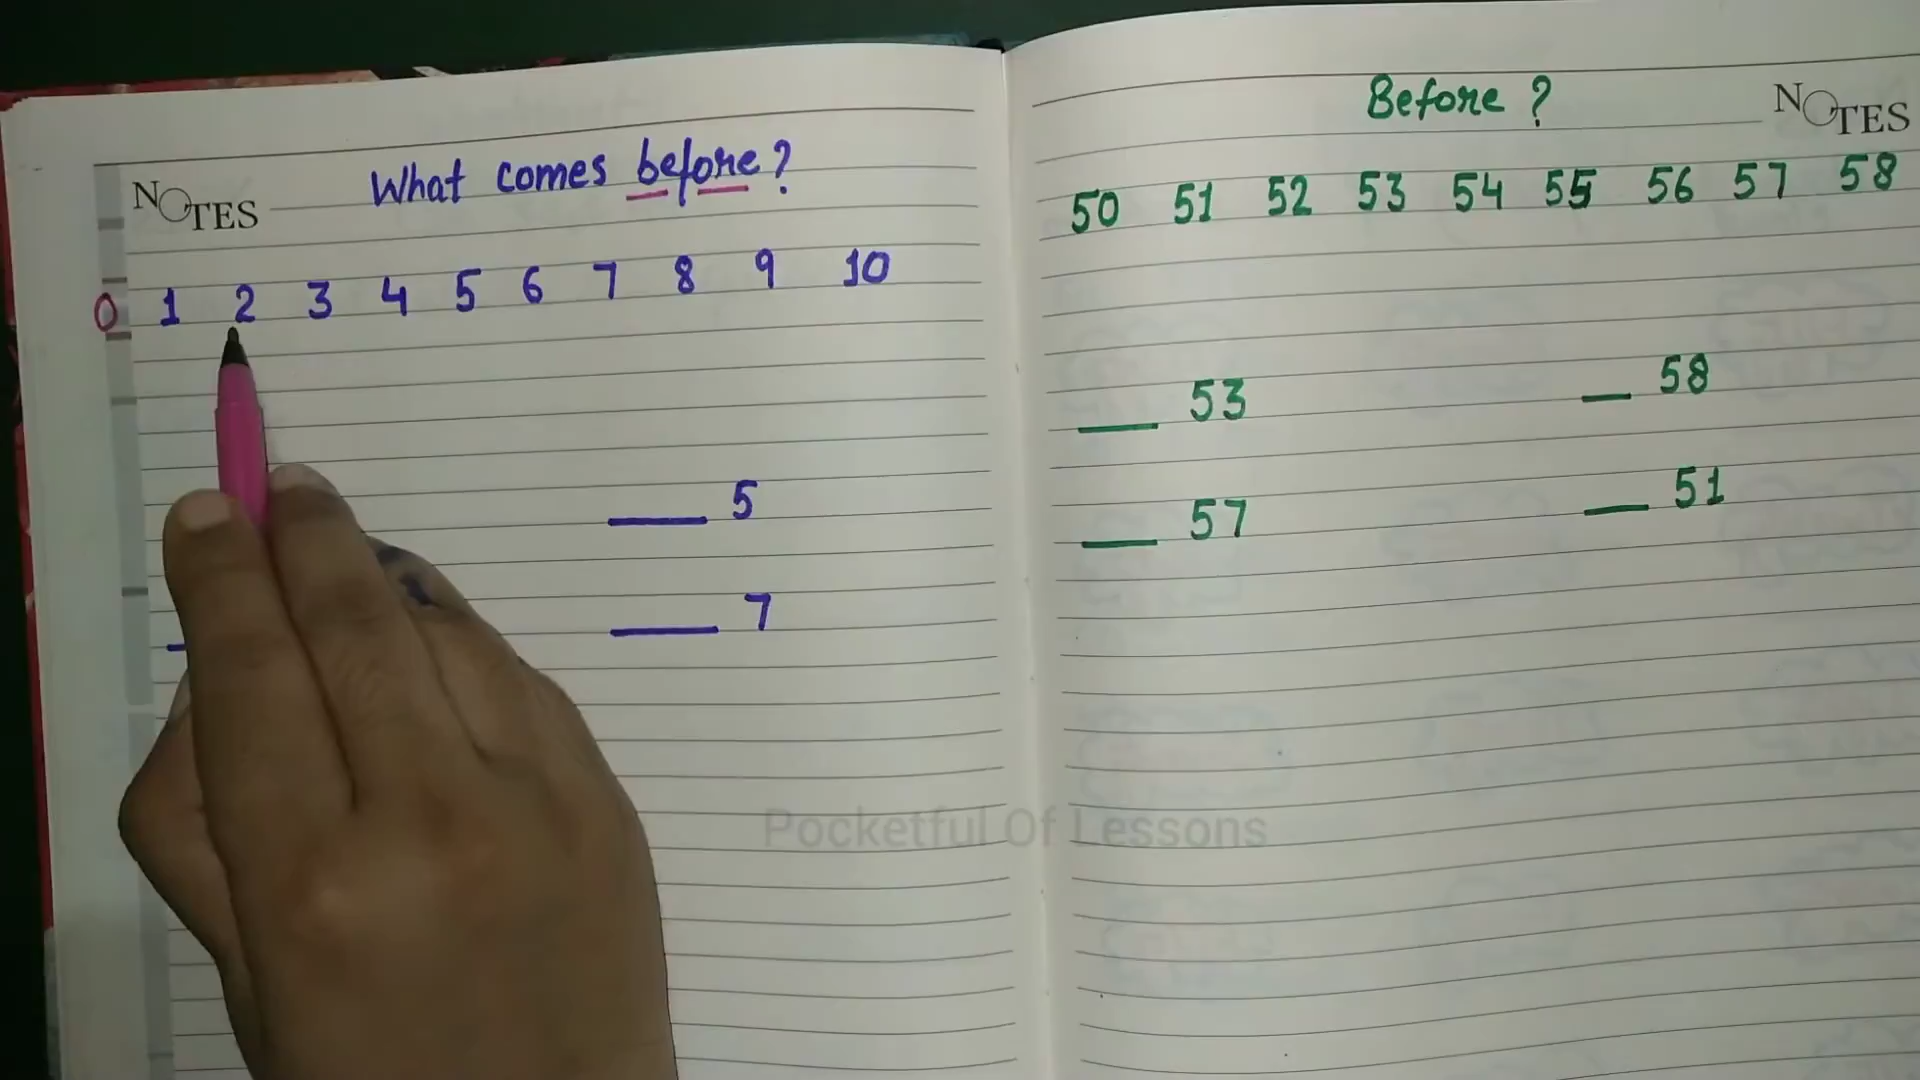 NOTES
What comes before?
0 1 2 3 4 5 6 7 8 9 10
___ 5
___ 7
Before ?
NOTES
50 51 52 53 54 55 56 57 58
___ 53
___ 58
___ 57
___ 51
Pocketful Of Lessons